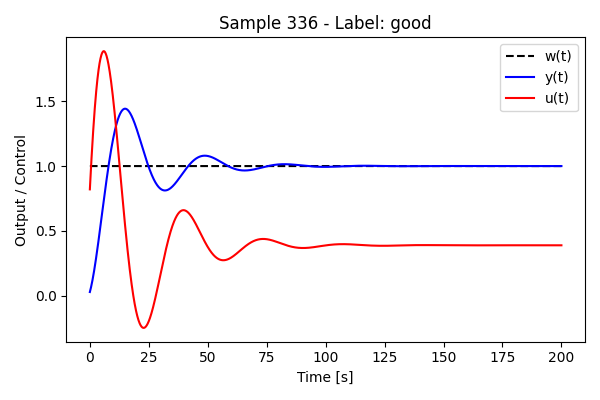 Sample 336 - Label: good
w(t)
y(t)
u(t)
Output / Control
1.5
1.0
0.5
0.0
0 25 50 75 100 125 150 175 200
Time [s]